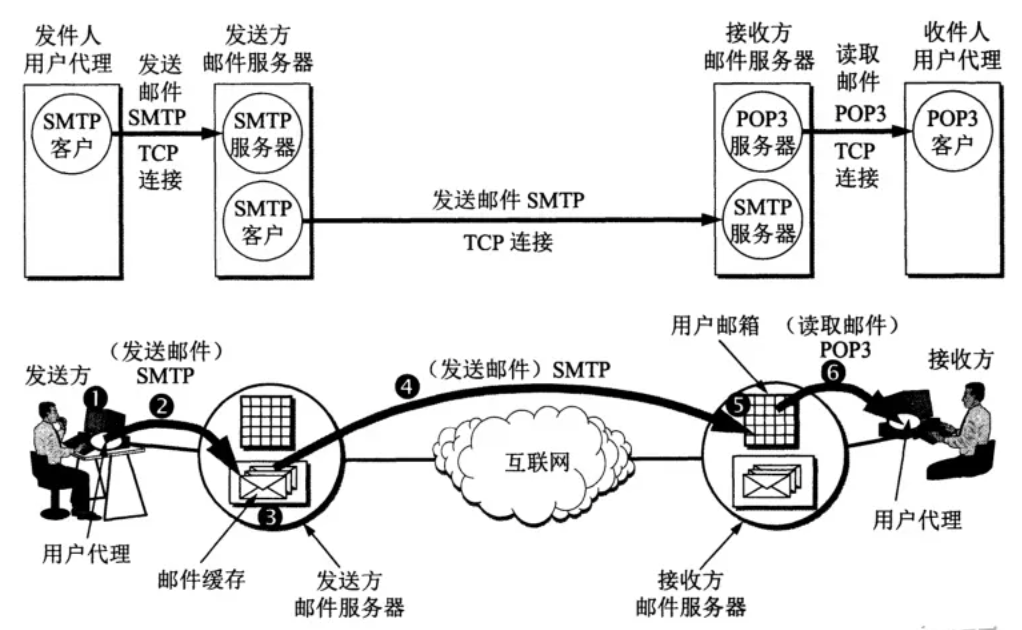 发件人
用户代理
发送
邮件
SMTP
TCP
连接
SMTP
客户
发送方
邮件服务器
SMTP
服务器
SMTP
客户
发送邮件 SMTP
TCP 连接
接收方
邮件服务器
POP3
服务器
SMTP
服务器
读取
邮件
POP3
TCP
连接
收件人
用户代理
POP3
客户
发送方
（发送邮件）
SMTP
❶
❷
❸
❹
（发送邮件）SMTP
互联网
用户邮箱
（读取邮件）
POP3
❺
❻
接收方
用户代理
邮件缓存
发送方
邮件服务器
接收方
邮件服务器
用户代理